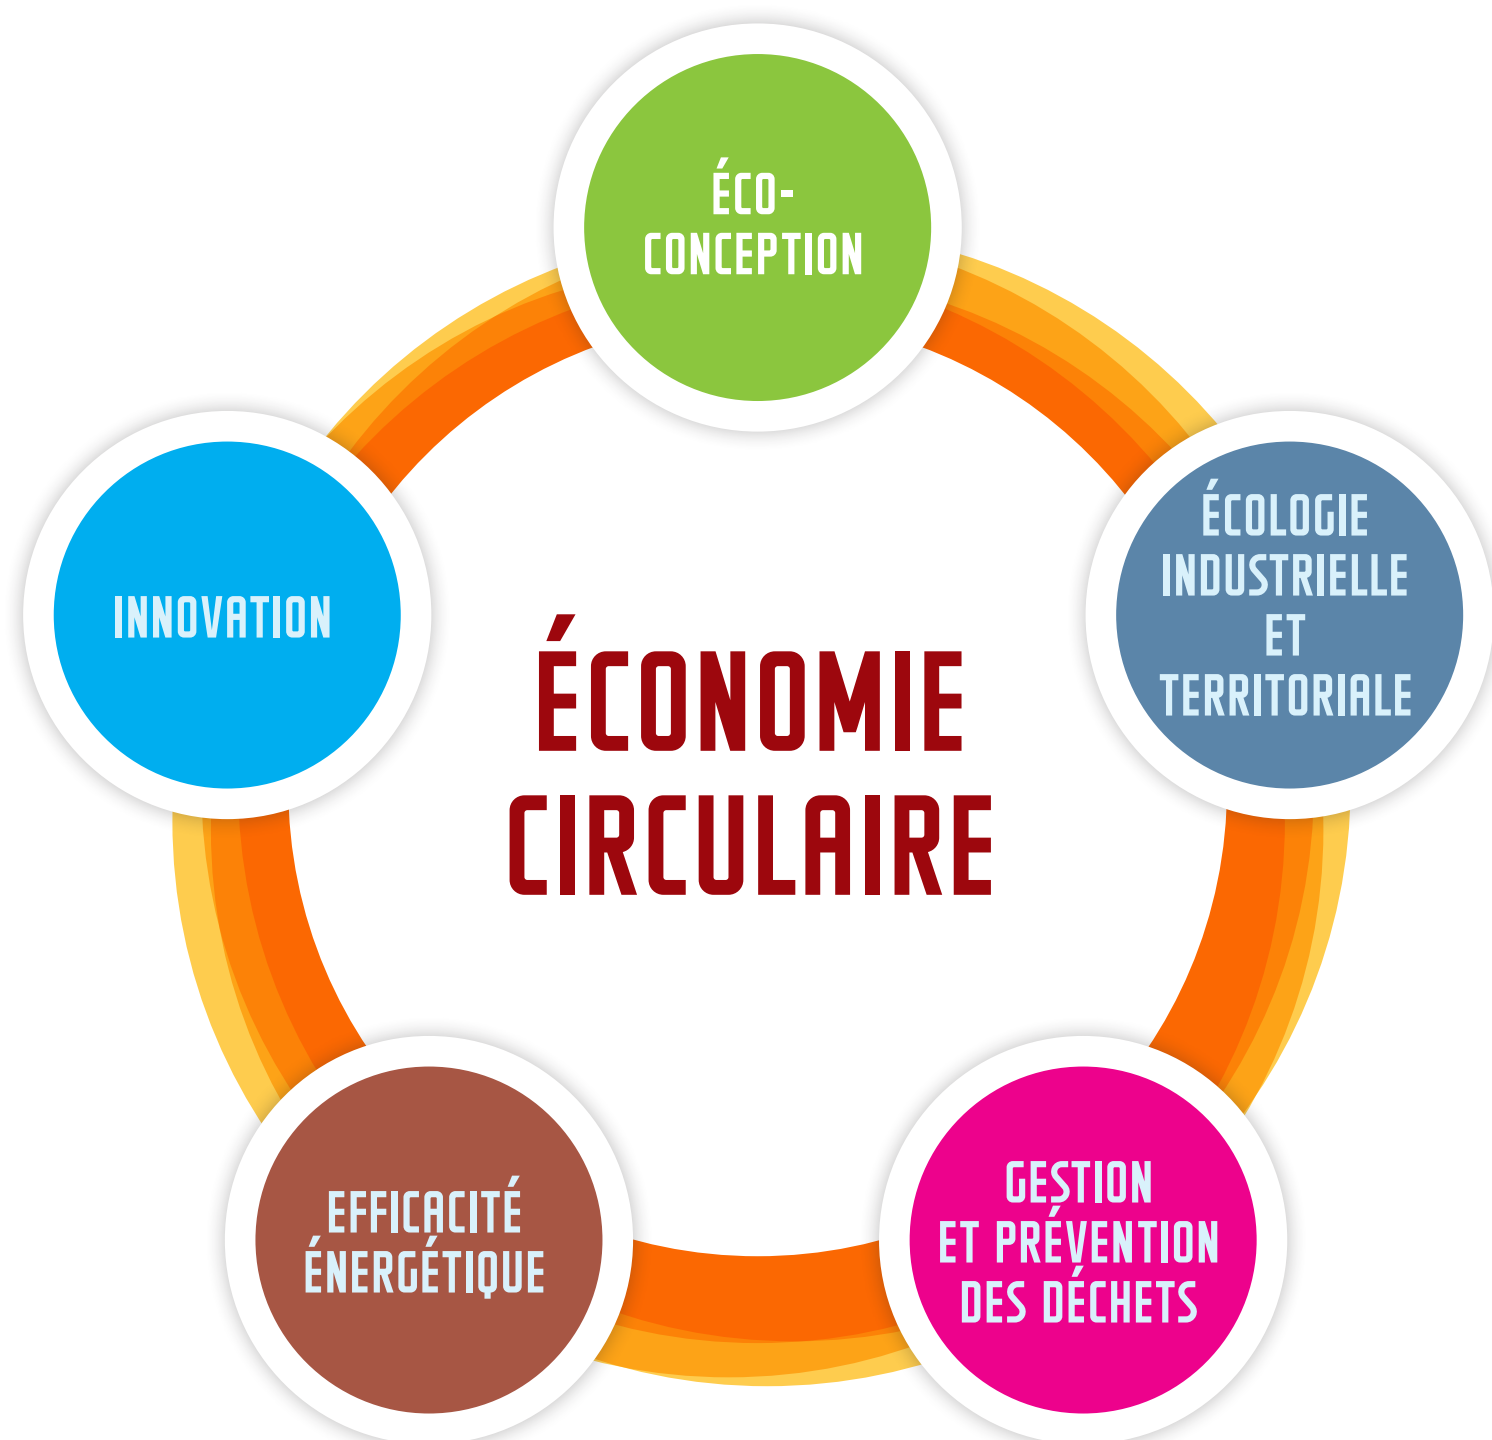 ÉCO-
CONCEPTION
ÉCOLOGIE
INDUSTRIELLE
ET
TERRITORIALE
INNOVATION
ÉCONOMIE
CIRCULAIRE
EFFICACITÉ
ÉNERGÉTIQUE
GESTION
ET PRÉVENTION
DES DÉCHETS